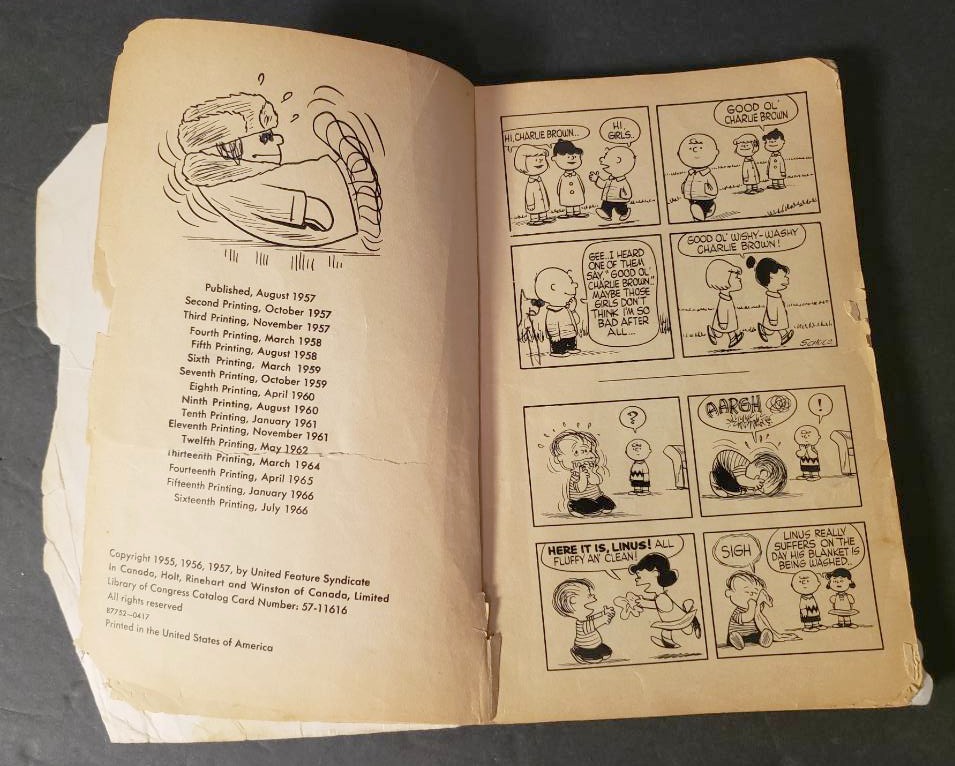 Published, August 1957
Second Printing, October 1957
Third Printing, November 1957
Fourth Printing, March 1958
Fifth Printing, August 1958
Sixth Printing, March 1959
Seventh Printing, October 1959
Eighth Printing, April 1960
Ninth Printing, August 1960
Tenth Printing, January 1961
Eleventh Printing, November 1961
Twelfth Printing, May 1962
Thirteenth Printing, March 1964
Fourteenth Printing, April 1965
Fifteenth Printing, January 1966
Sixteenth Printing, July 1966
Copyright 1955, 1956, 1957, by United Feature Syndicate
In Canada, Holt, Rinehart and Winston of Canada, Limited
Library of Congress Catalog Card Number: 57-11616
All rights reserved
87752-0417
Printed in the United States of America
HI, CHARLIE BROWN..
HI,
GIRLS..
GOOD OL'
CHARLIE BROWN
GEE..I HEARD
ONE OF THEM
SAY, "GOOD OL'
CHARLIE BROWN."
MAYBE THOSE
GIRLS DON'T
THINK I'M SO
BAD AFTER
ALL...
GOOD OL' WISHY-WASHY
CHARLIE BROWN!
SCHULZ
?
AARGH
!
HERE IT IS, LINUS! ALL
FLUFFY AN' CLEAN!
SIGH
LINUS REALLY
SUFFERS ON THE
DAY HIS BLANKET IS
BEING WASHED..